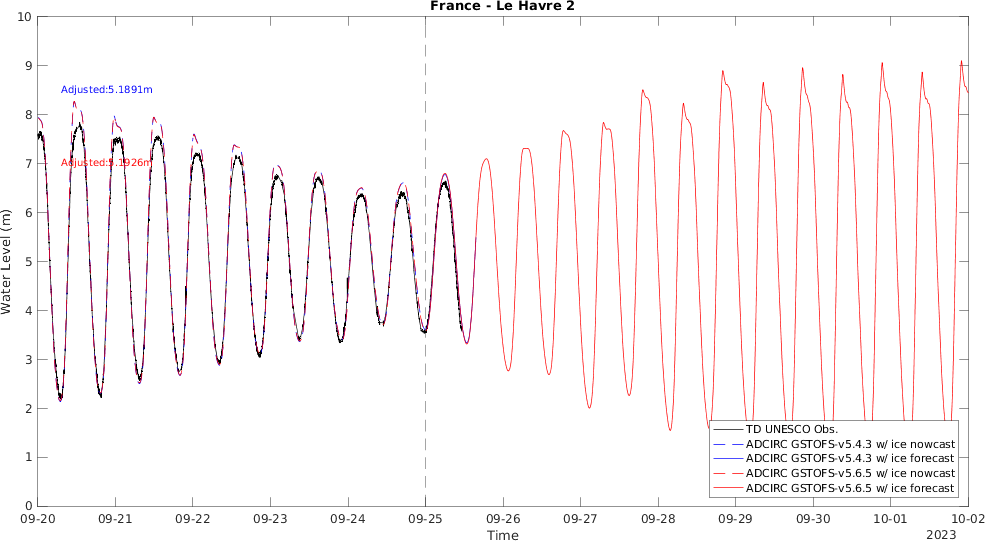 France - Le Havre 2
10
9
8
7
6
5
4
3
2
1
0
Water Level (m)
Adjusted:5.1891m
Adjusted:5.1926m
TD UNESCO Obs.
ADCIRC GSTOFS-v5.4.3 w/ ice nowcast
ADCIRC GSTOFS-v5.4.3 w/ ice forecast
ADCIRC GSTOFS-v5.6.5 w/ ice nowcast
ADCIRC GSTOFS-v5.6.5 w/ ice forecast
09-20 09-21 09-22 09-23 09-24 09-25 09-26 09-27 09-28 09-29 09-30 10-01 10-02
Time
2023